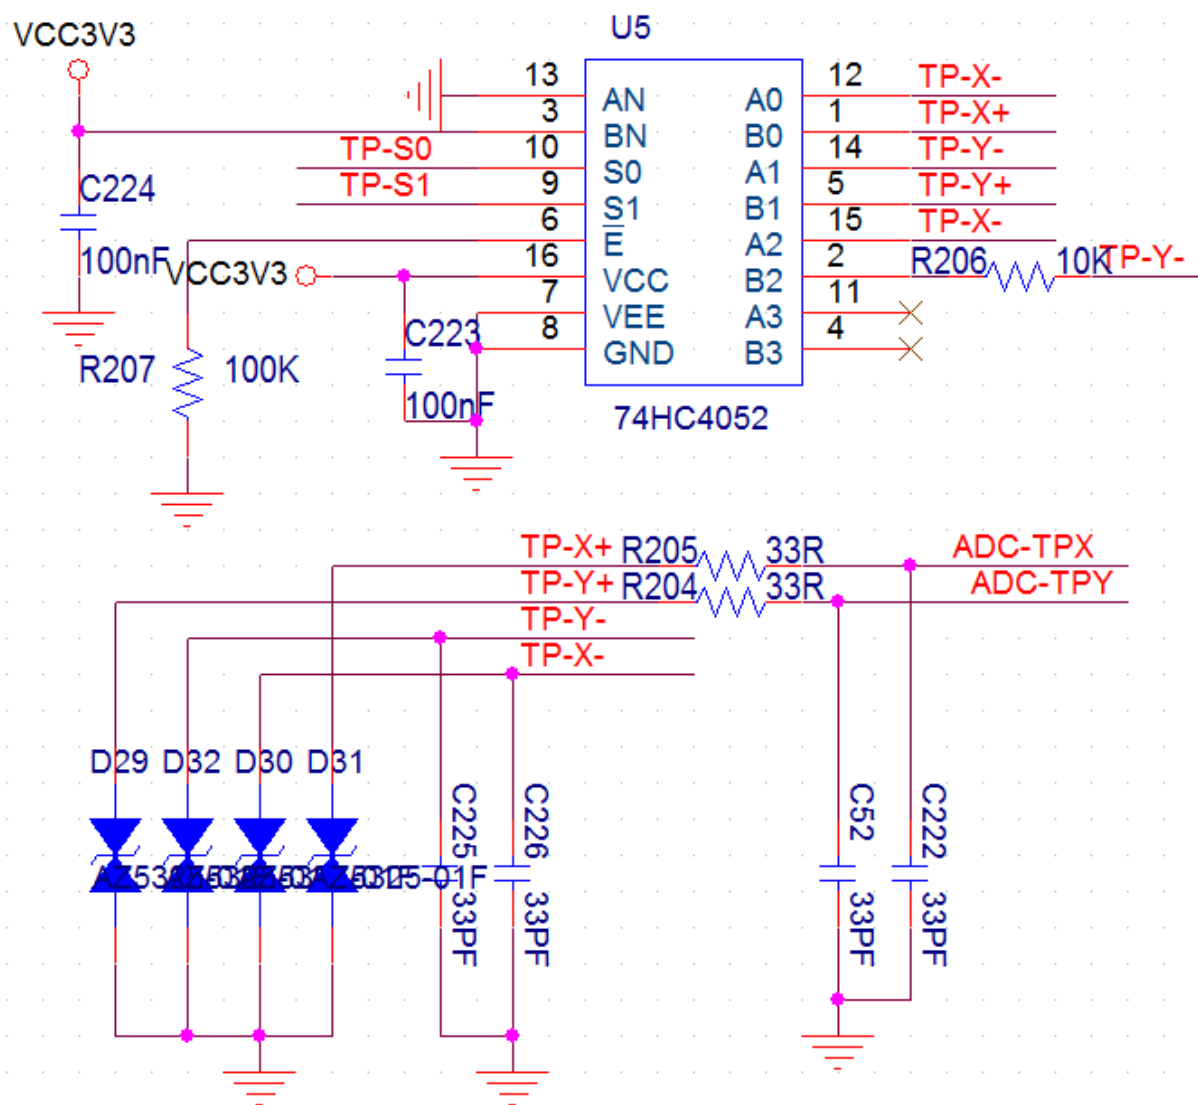 VCC3V3
U5
13
AN
A0
12
TP-X-
3
BN
B0
1
TP-X+
TP-S0
10
S0
A1
14
TP-Y-
TP-S1
9
S1
B1
5
TP-Y+
6
E
A2
15
TP-X-
C224
100nF
VCC3V3
16
VCC
B2
2
R206
10K
TP-Y-
7
VEE
A3
11
8
GND
B3
4
C223
100nF
R207
100K
74HC4052
TP-X+
R205
33R
ADC-TPX
TP-Y+
R204
33R
ADC-TPY
TP-Y-
TP-X-
D29
D32
D30
D31
C225
33PF
C226
33PF
C52
33PF
C222
33PF